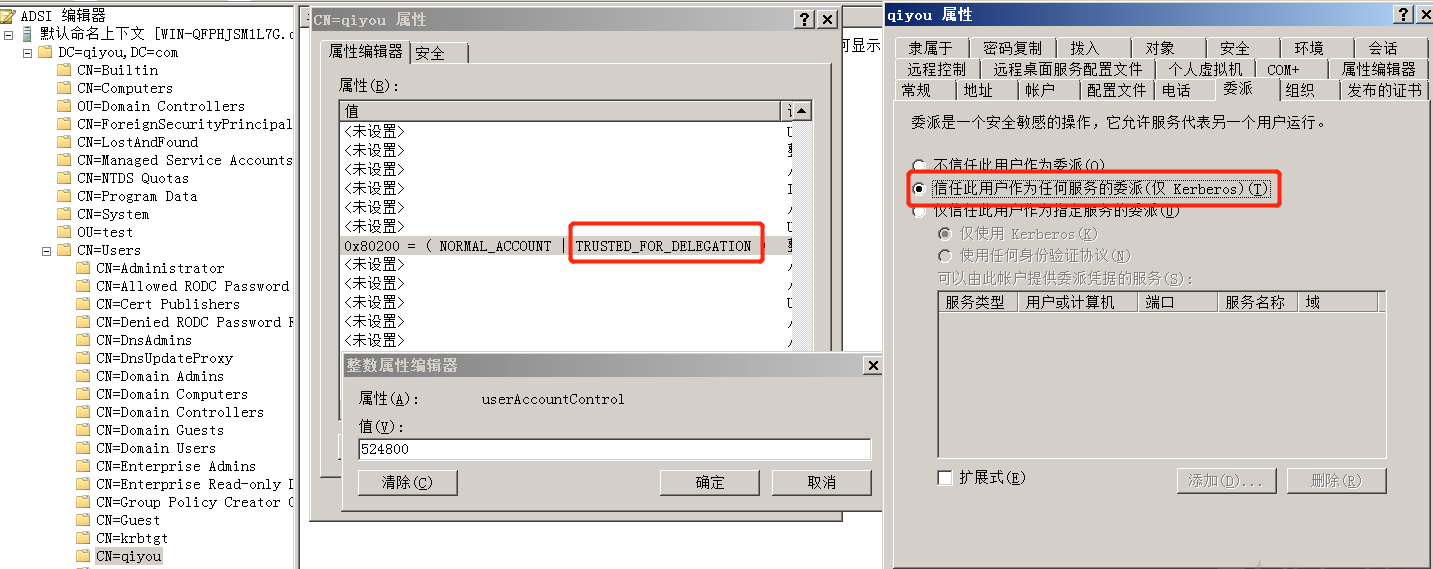 ADSI 编辑器
默认命名上下文 [WIN-QFPHJSM1L7G.
DC=qiyou,DC=com
CN=Builtin
CN=Computers
OU=Domain Controllers
CN=ForeignSecurityPrincipal
CN=LostAndFound
CN=Managed Service Accounts
CN=NTDS Quotas
CN=Program Data
CN=System
OU=test
CN=Users
CN=Administrator
CN=Allowed RODC Password
CN=Cert Publishers
CN=Denied RODC Password R
CN=DnsAdmins
CN=DnsUpdateProxy
CN=Domain Admins
CN=Domain Computers
CN=Domain Controllers
CN=Domain Guests
CN=Domain Users
CN=Enterprise Admins
CN=Enterprise Read-only D
CN=Group Policy Creator O
CN=Guest
CN=krbtgt
CN=qiyou
CN=qiyou 属性
可显示
属性编辑器 安全
属性(B):
值
<未设置>
<未设置>
<未设置>
<未设置>
<未设置>
<未设置>
0x80200 = ( NORMAL_ACCOUNT | TRUSTED_FOR_DELEGATION )
<未设置>
<未设置>
<未设置>
<未设置>
<未设置>
整数属性编辑器
属性(A): userAccountControl
值(V):
524800
清除(C) 确定 取消
qiyou 属性
隶属于 密码复制 拨入 对象 安全 环境 会话
远程控制 远程桌面服务配置文件 个人虚拟机 COM+ 属性编辑器
常规 地址 帐户 配置文件 电话 委派 组织 发布的证书
委派是一个安全敏感的操作，它允许服务代表另一个用户运行。
不信任此用户作为委派(O)
信任此用户作为任何服务的委派(仅 Kerberos)(T)
仅信任此用户作为指定服务的委派(U)
仅使用 Kerberos(K)
使用任何身份验证协议(N)
可以由此帐户提供委派凭据的服务(S):
服务类型 用户或计算机 端口 服务名称 域
扩展式(E) 添加(D)... 删除(R)